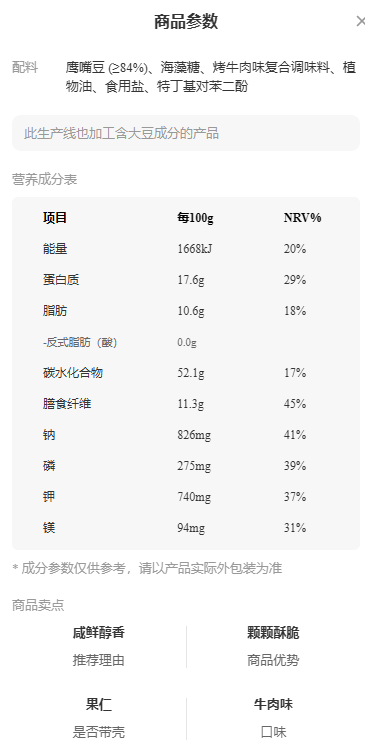 商品参数
配料 鹰嘴豆 (≥84%)、海藻糖、烤牛肉味复合调味料、植
物油、食用盐、特丁基对苯二酚
此生产线也加工含大豆成分的产品
营养成分表
项目 每100g NRV%
能量 1668kJ 20%
蛋白质 17.6g 29%
脂肪 10.6g 18%
-反式脂肪（酸） 0.0g
碳水化合物 52.1g 17%
膳食纤维 11.3g 45%
钠 826mg 41%
磷 275mg 39%
钾 740mg 37%
镁 94mg 31%
* 成分参数仅供参考，请以产品实际外包装为准
商品卖点
咸鲜醇香 颗颗酥脆
推荐理由 商品优势
果仁 牛肉味
是否带壳 口味